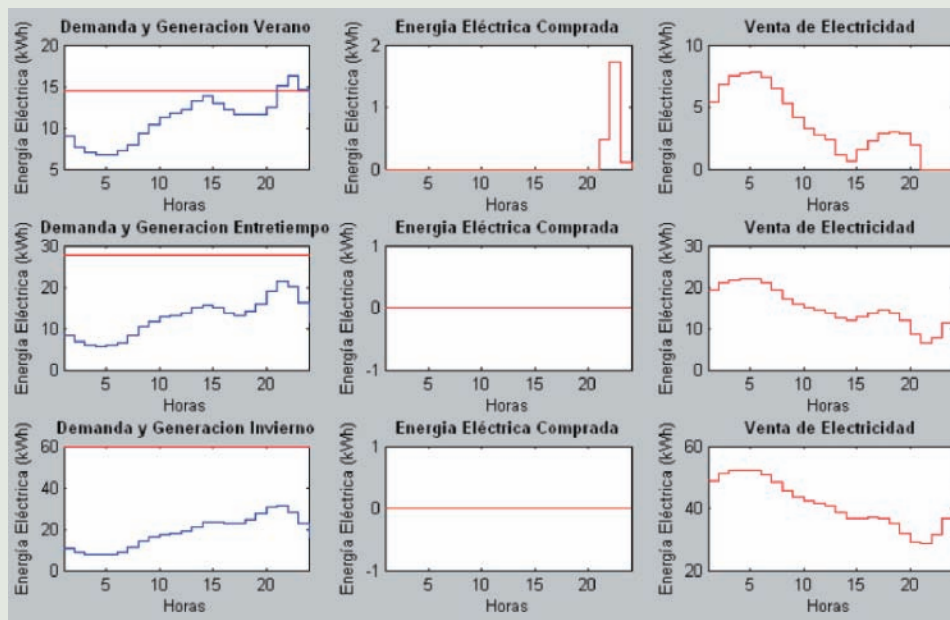 Demanda y Generacion Verano
Energía Eléctrica (kWh)
20
15
10
5
5 10 15 20
Horas
Energia Eléctrica Comprada
Energía Eléctrica (kWh)
2
1
0
5 10 15 20
Horas
Venta de Electricidad
Energía Eléctrica (kWh)
10
5
0
5 10 15 20
Horas
Demanda y Generacion Entretiempo
Energía Eléctrica (kWh)
30
20
10
0
5 10 15 20
Horas
Energia Eléctrica Comprada
Energía Eléctrica (kWh)
1
0
-1
5 10 15 20
Horas
Venta de Electricidad
Energía Eléctrica (kWh)
30
20
10
0
5 10 15 20
Horas
Demanda y Generacion Invierno
Energía Eléctrica (kWh)
60
40
20
0
5 10 15 20
Horas
Energia Eléctrica Comprada
Energía Eléctrica (kWh)
1
0
-1
5 10 15 20
Horas
Venta de Electricidad
Energía Eléctrica (kWh)
60
40
20
5 10 15 20
Horas